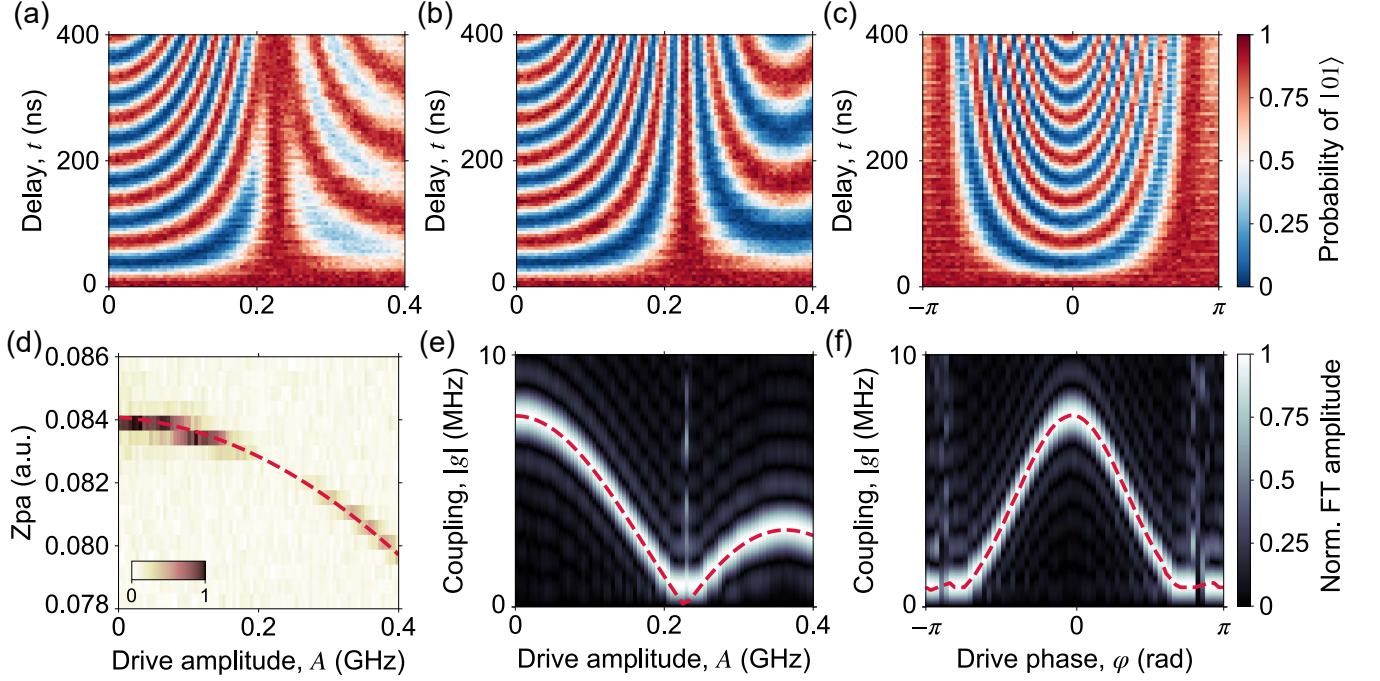 (a)
(b)
(c)
400
200
0
Delay, t (ns)
0
0.2
0.4
400
200
0
Delay, t (ns)
0
0.2
0.4
400
200
0
Delay, t (ns)
−π
0
π
1
0.75
0.5
0.25
0
Probability of |101⟩
(d)
(e)
(f)
0.086
0.084
0.082
0.080
0.078
Zpa (a.u.)
0
1
0
0.2
0.4
Drive amplitude, A (GHz)
10
0
Coupling, |g| (MHz)
0
0.2
0.4
Drive amplitude, A (GHz)
10
0
Coupling, |g| (MHz)
−π
0
π
Drive phase, φ (rad)
1
0.75
0.5
0.25
0
Norm. FT amplitude